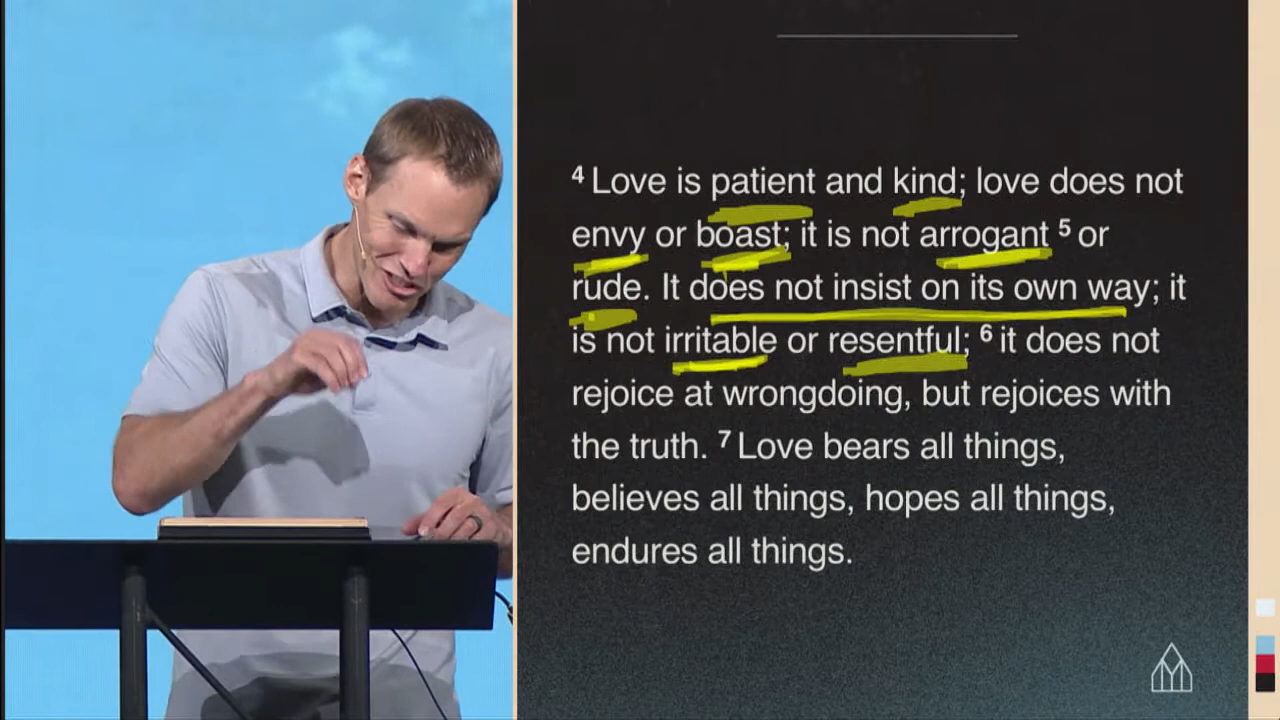 4 Love is patient and kind; love does not
envy or boast; it is not arrogant 5 or
rude. It does not insist on its own way; it
is not irritable or resentful; 6 it does not
rejoice at wrongdoing, but rejoices with
the truth. 7 Love bears all things,
believes all things, hopes all things,
endures all things.